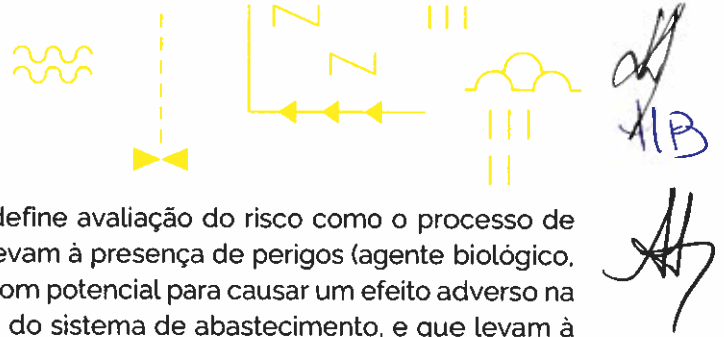 define avaliação do risco como o processo de
evam à presença de perigos (agente biológico,
om potencial para causar um efeito adverso na
do sistema de abastecimento, e que levam à